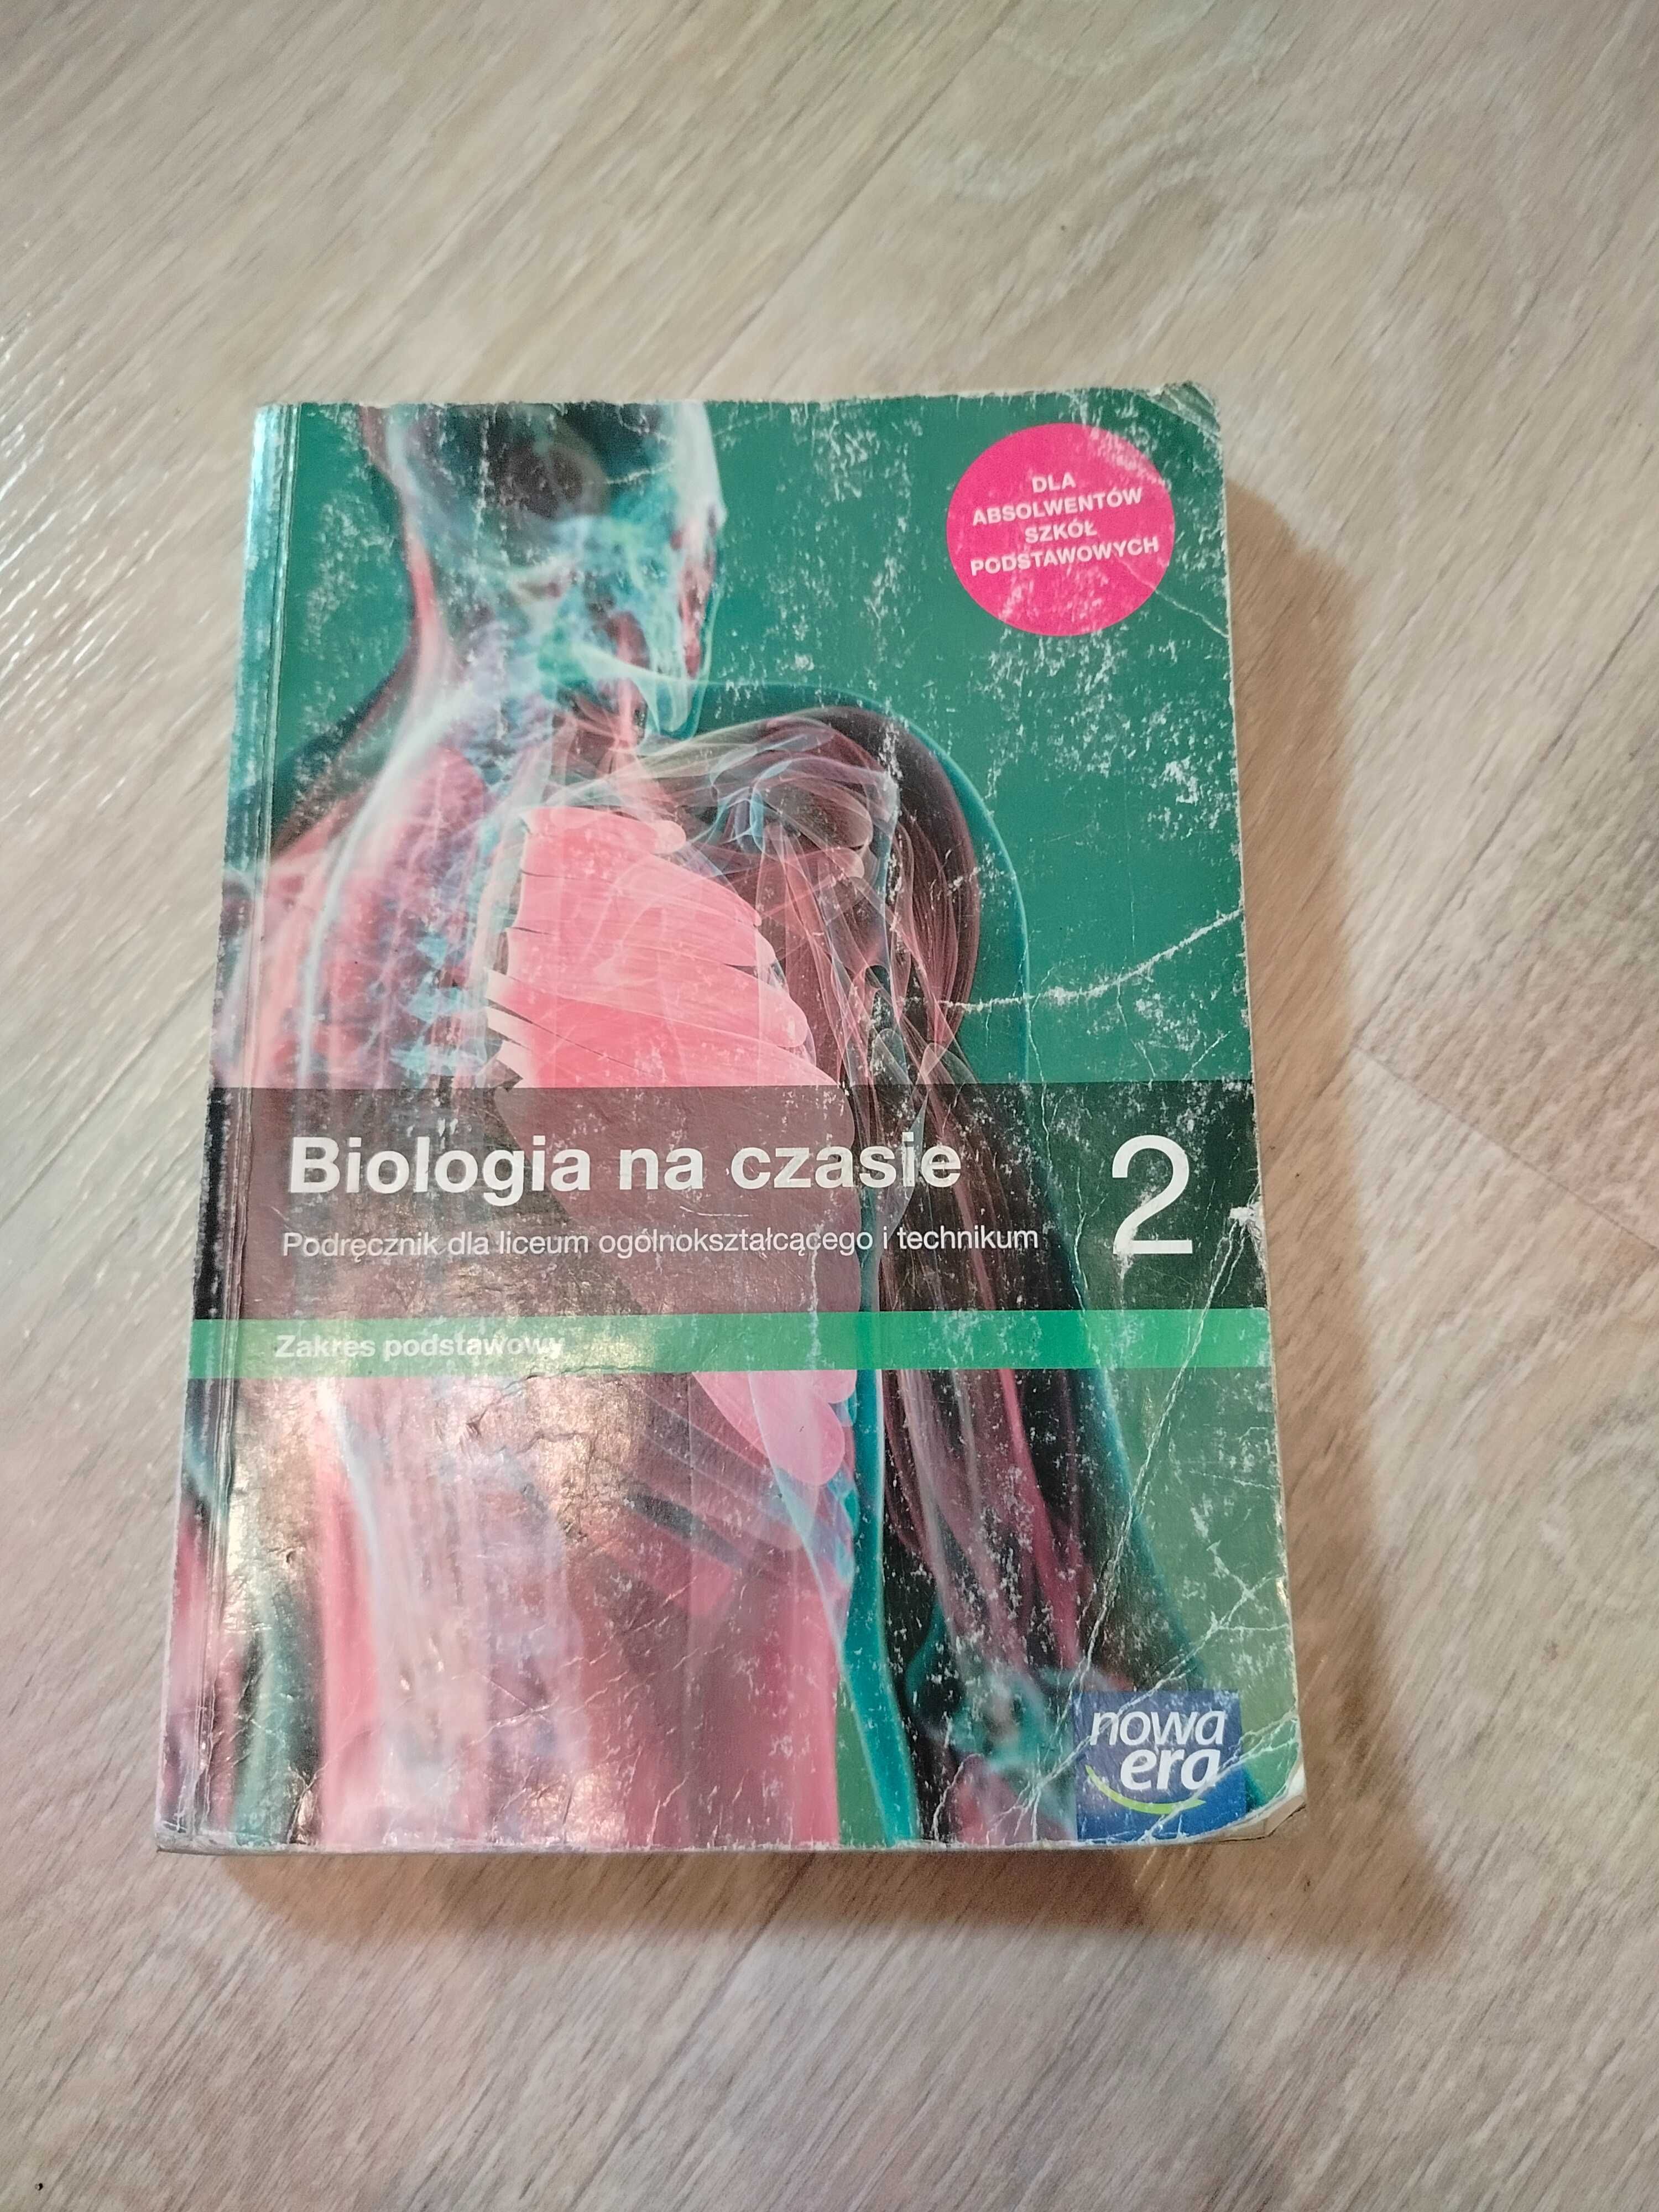 DLA
ABSOLWENTÓW
SZKÓŁ
PODSTAWOWYCH
Biologia na czasie 2
Podręcznik dla liceum ogólnokształcącego i technikum
Zakres podstawowy
nowa
era